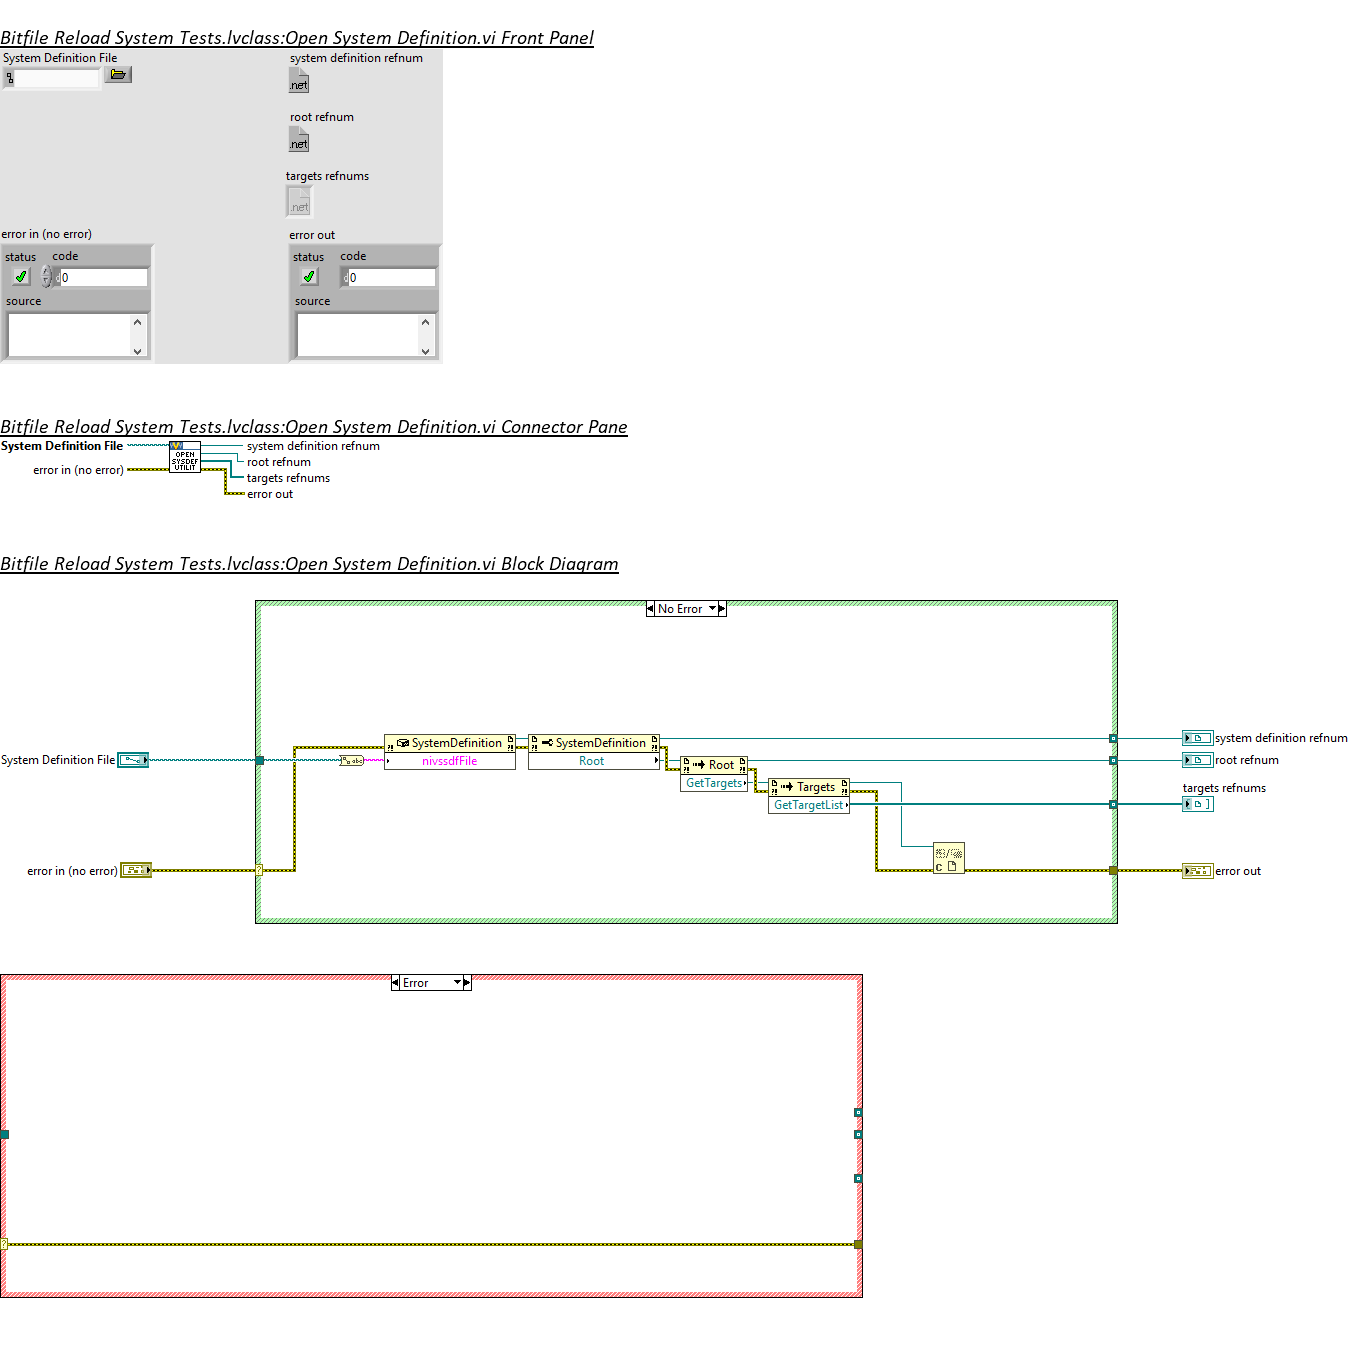 Bitfile Reload System Tests.lvclass:Open System Definition.vi Front Panel
System Definition File
system definition refnum
.net
root refnum
.net
targets refnums
.net
error in (no error)
error out
status code
status code
d0
d0
source
source
Bitfile Reload System Tests.lvclass:Open System Definition.vi Connector Pane
System Definition File
system definition refnum
OPEN
SYSDEF
UTILIT
root refnum
error in (no error)
targets refnums
error out
Bitfile Reload System Tests.lvclass:Open System Definition.vi Block Diagram
No Error
SystemDefinition
SystemDefinition
system definition refnum
System Definition File
abc
nivssdfFile
Root
Root
root refnum
GetTargets
Targets
targets refnums
GetTargetList
C
error in (no error)
?
error out
Error
?